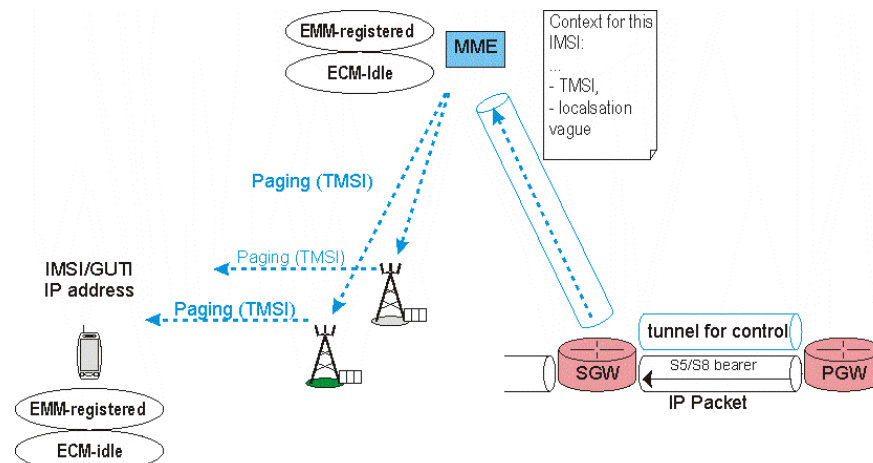 EMM-registered
ECM-Idle
MME
Context for this
IMSI:
...
- TMSI,
- localsation
vague
Paging (TMSI)
Paging (TMSI)
IMSI/GUTI
IP address
Paging (TMSI)
tunnel for control
SGW
S5/S8 bearer
PGW
IP Packet
EMM-registered
ECM-idle